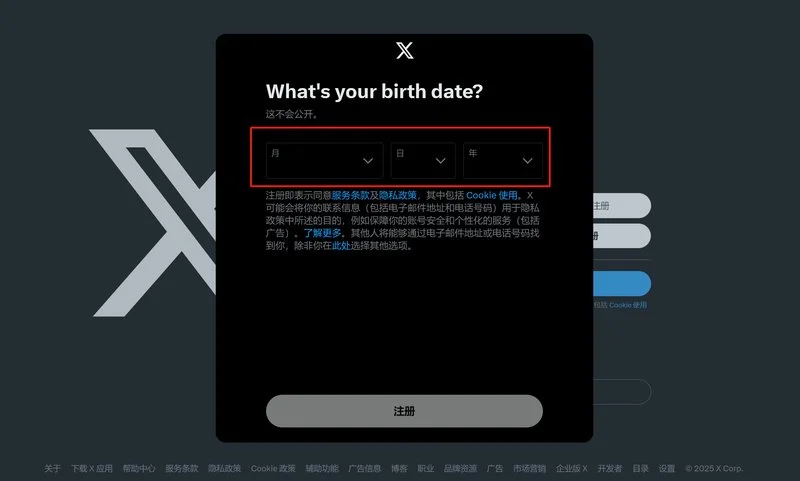 What's your birth date?
这不会公开。
月 日 年
注册即表示同意服务条款及隐私政策，其中包括 Cookie 使用。X
可能会将你的联系信息（包括电子邮件地址和电话号码）用于隐私
政策中所述的目的，例如保障你的账号安全和个性化的服务（包括
广告）。了解更多。其他人将能够通过电子邮件地址或电话号码找
到你，除非你在此处选择其他选项。
注册
册
包括 Cookie 使用
注册
关于 下载 X 应用 帮助中心 服务条款 隐私政策 Cookie 政策 辅助功能 广告信息 博客 职业 品牌资源 广告 市场营销 企业版 X 开发者 目录 设置 © 2025 X Corp.